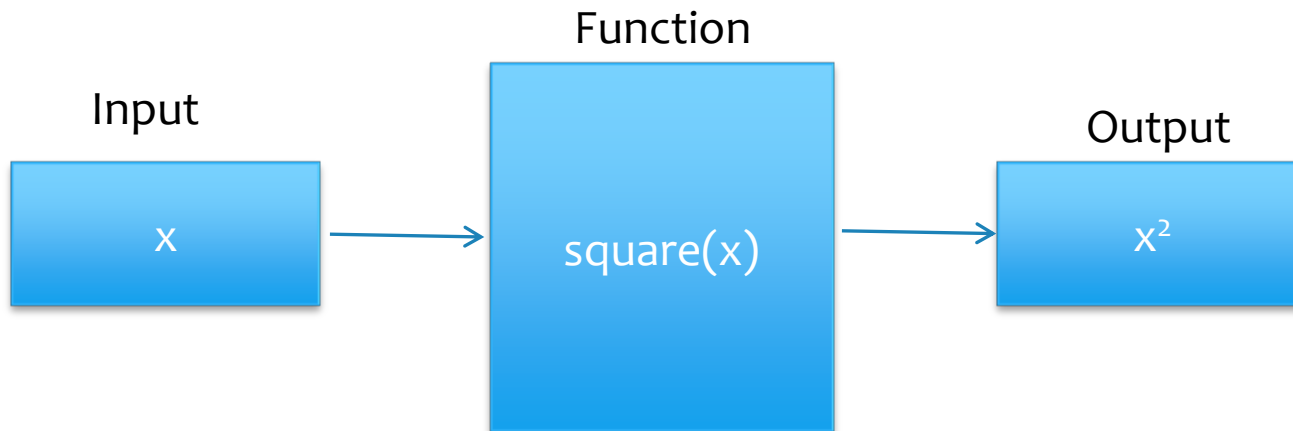 Function
Input
Output
x
square(x)
x²